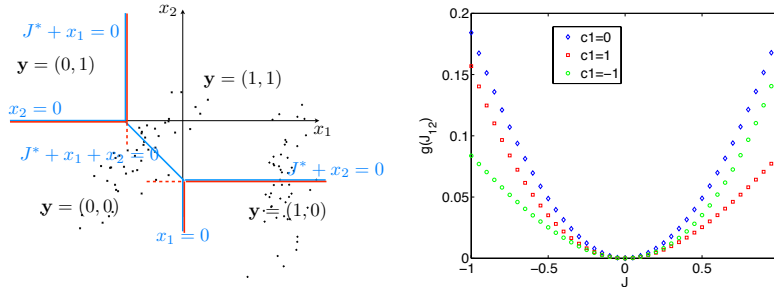 x₂
J* + x₁ = 0
y = (0, 1)
y = (1, 1)
x₂ = 0
x₁
J* + x₁ + x₂ = 0
J* + x₂ = 0
y = (0, 0)
y = (1, 0)
x₁ = 0
0.2
0.15
0.1
0.05
0
g(J₁₂)
c1=0
c1=1
c1=-1
-1
-0.5
0
0.5
J